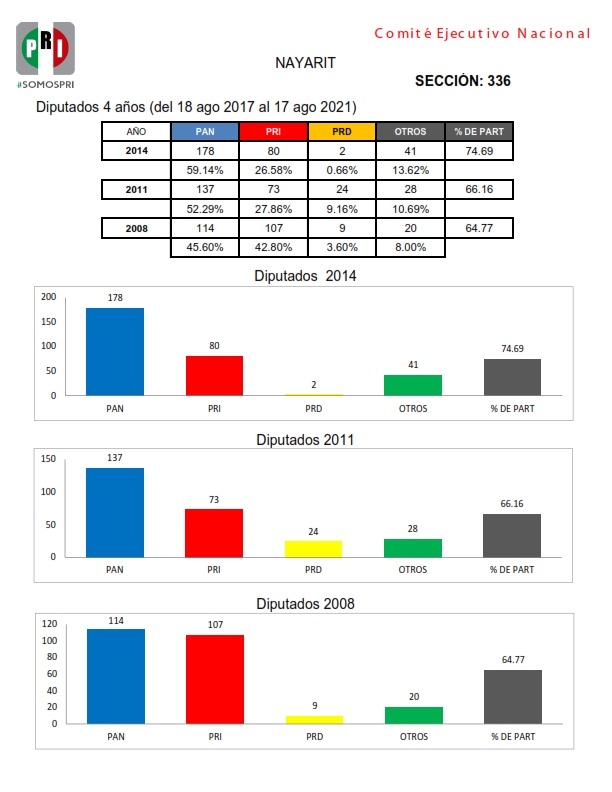 PRI
#SOMOSPRI
Comité Ejecutivo Nacional
NAYARIT
SECCIÓN: 336
Diputados 4 años (del 18 ago 2017 al 17 ago 2021)
AÑO PAN PRI PRD OTROS % DE PART
2014 178 80 2 41 74.69
59.14% 26.58% 0.66% 13.62%
2011 137 73 24 28 66.16
52.29% 27.86% 9.16% 10.69%
2008 114 107 9 20 64.77
45.60% 42.80% 3.60% 8.00%
Diputados 2014
200
150
100
50
0
178
80
2
41
74.69
PAN PRI PRD OTROS % DE PART
Diputados 2011
150
100
50
0
137
73
24
28
66.16
PAN PRI PRD OTROS % DE PART
Diputados 2008
120
100
80
60
40
20
0
114
107
9
20
64.77
PAN PRI PRD OTROS % DE PART